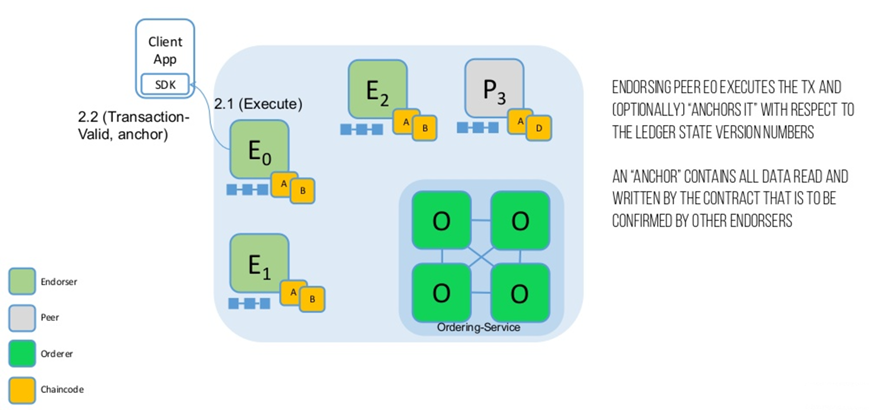 Client
App
SDK
2.1 (Execute)
2.2 (Transaction-
Valid, anchor)
E0
A
B
E2
A
B
P3
A
D
E1
A
B
O
O
O
O
Ordering-Service
Endorser
Peer
Orderer
Chaincode
ENDORSING PEER E0 EXECUTES THE TX AND
(OPTIONALLY) "ANCHORS IT" WITH RESPECT TO
THE LEDGER STATE VERSION NUMBERS
AN "ANCHOR" CONTAINS ALL DATA READ AND
WRITTEN BY THE CONTRACT THAT IS TO BE
CONFIRMED BY OTHER ENDORSERS